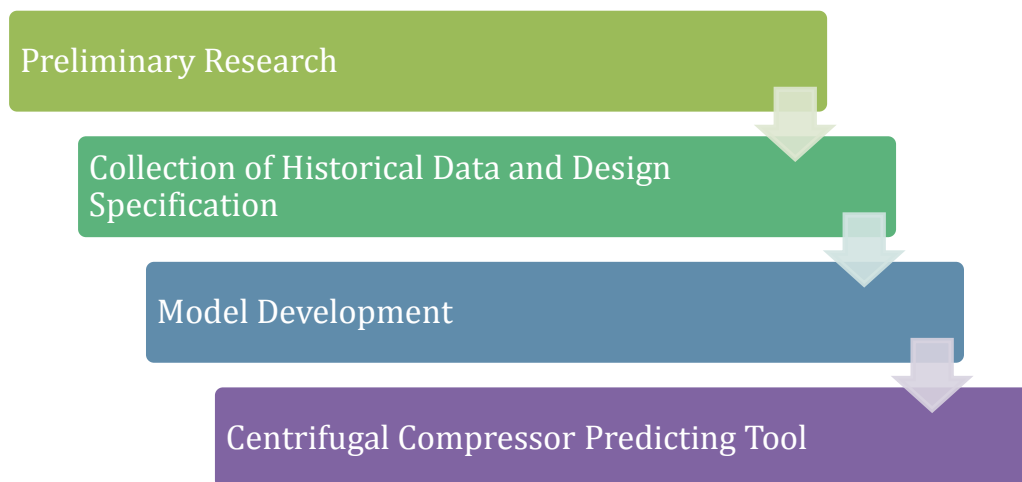 Preliminary Research
Collection of Historical Data and Design
Specification
Model Development
Centrifugal Compressor Predicting Tool